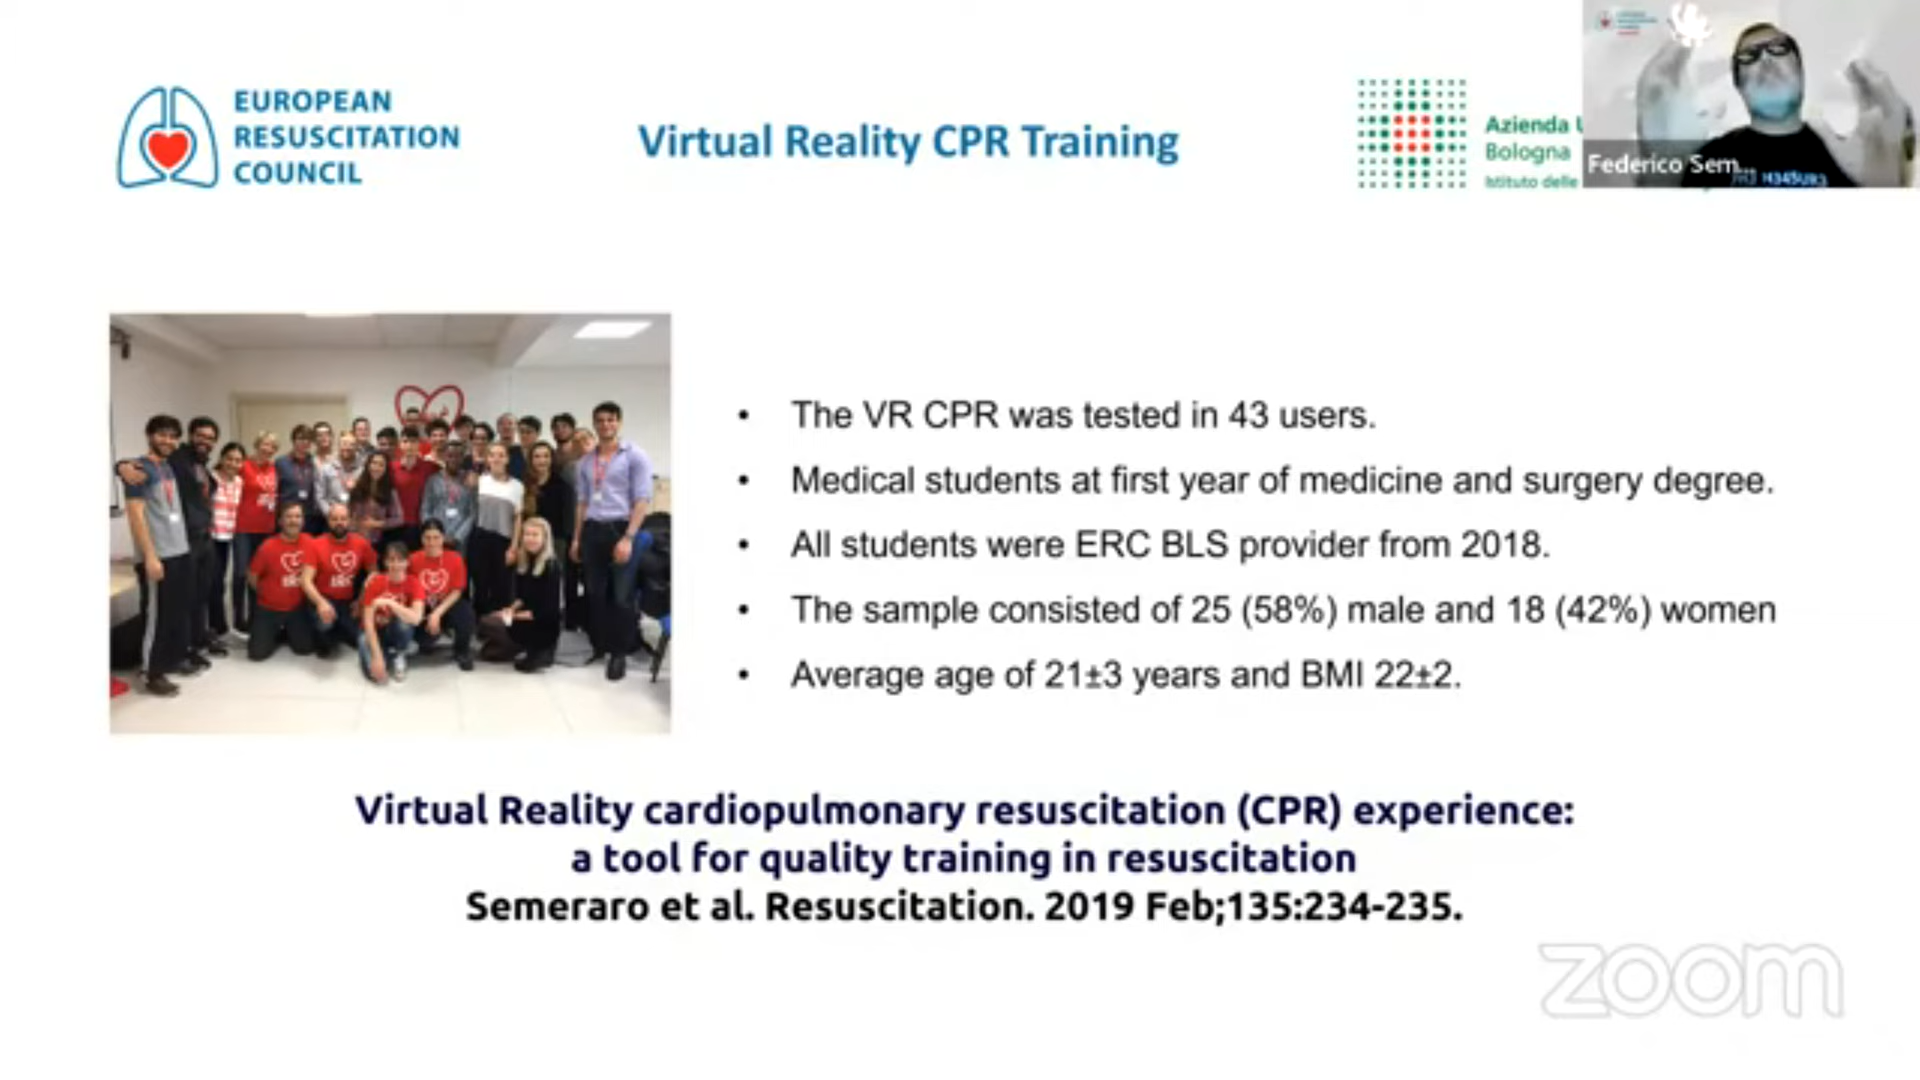 EUROPEAN
RESUSCITATION
COUNCIL
Virtual Reality CPR Training
Azienda
Bologna
Istituto delle
Federico Sem...
• The VR CPR was tested in 43 users.
• Medical students at first year of medicine and surgery degree.
• All students were ERC BLS provider from 2018.
• The sample consisted of 25 (58%) male and 18 (42%) women
• Average age of 21±3 years and BMI 22±2.
Virtual Reality cardiopulmonary resuscitation (CPR) experience:
a tool for quality training in resuscitation
Semeraro et al. Resuscitation. 2019 Feb;135:234-235.
zoom